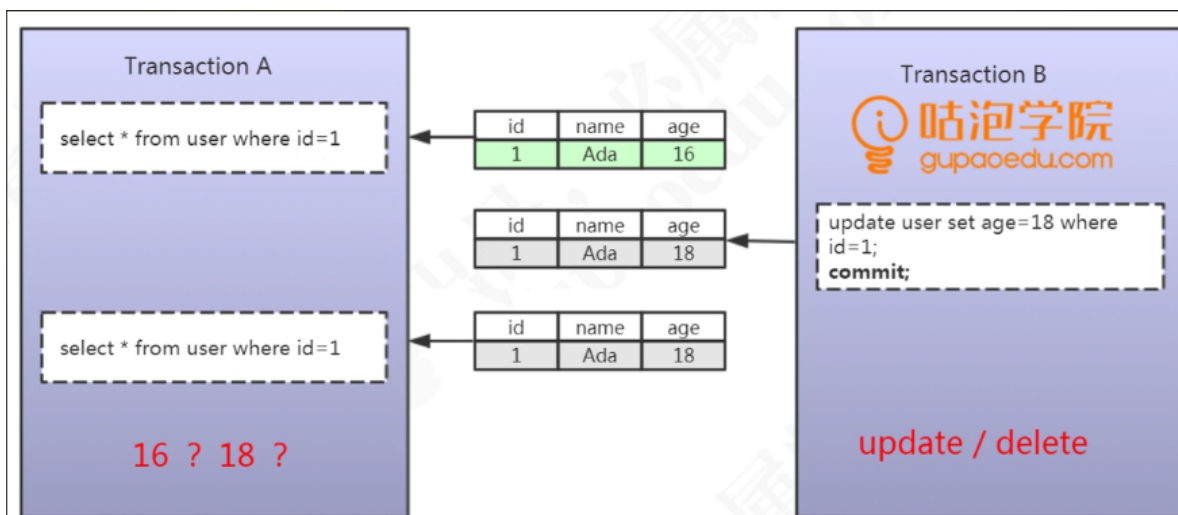 Transaction A
select * from user where id=1
id name age
1 Ada 16
Transaction B
咕泡学院
gupaoedu.com
id name age
1 Ada 18
update user set age=18 where
id=1;
commit;
select * from user where id=1
id name age
1 Ada 18
16 ? 18 ?
update / delete